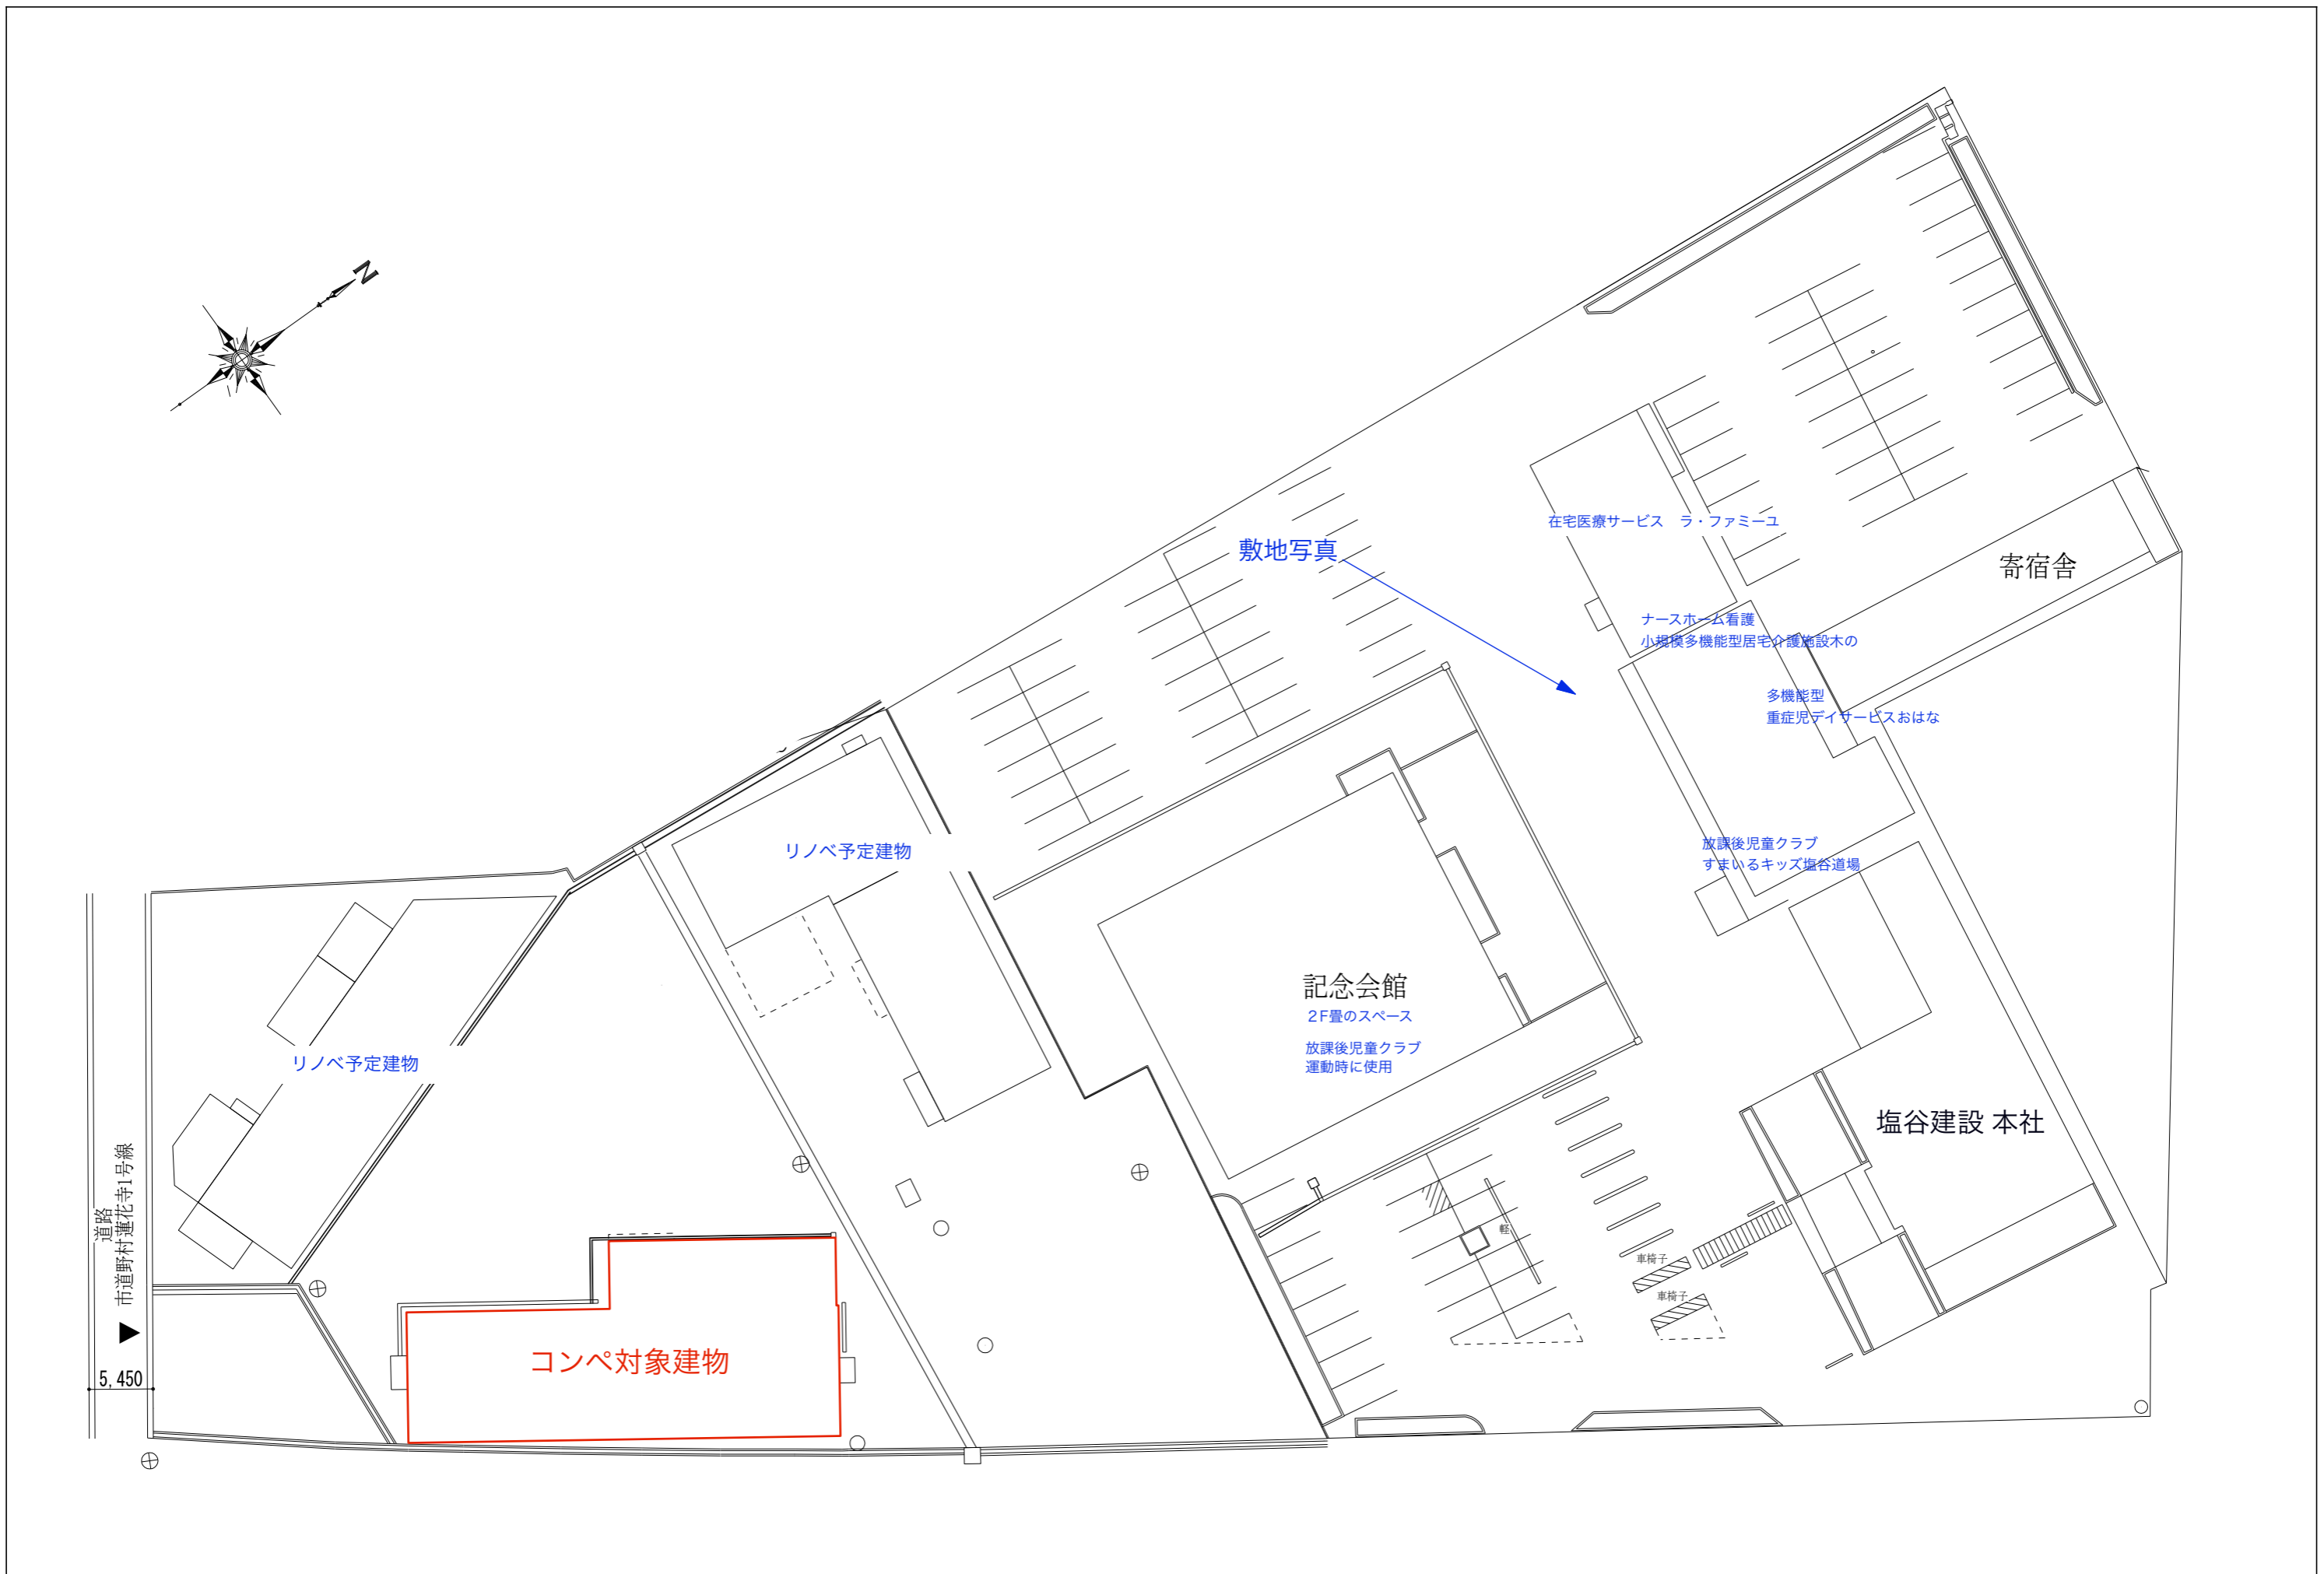 N
在宅医療サービス　ラ・ファミーユ
敷地写真
寄宿舎
ナースホーム看護
小規模多機能型居宅介護施設木の
多機能型
重症児デイサービスおはな
放課後児童クラブ
すまいるキッズ塩谷道場
リノベ予定建物
記念会館
２F畳のスペース
放課後児童クラブ
運動時に使用
リノベ予定建物
塩谷建設 本社
道路
市道野村蓮花寺1号線
軽
車椅子
車椅子
コンペ対象建物
5,450